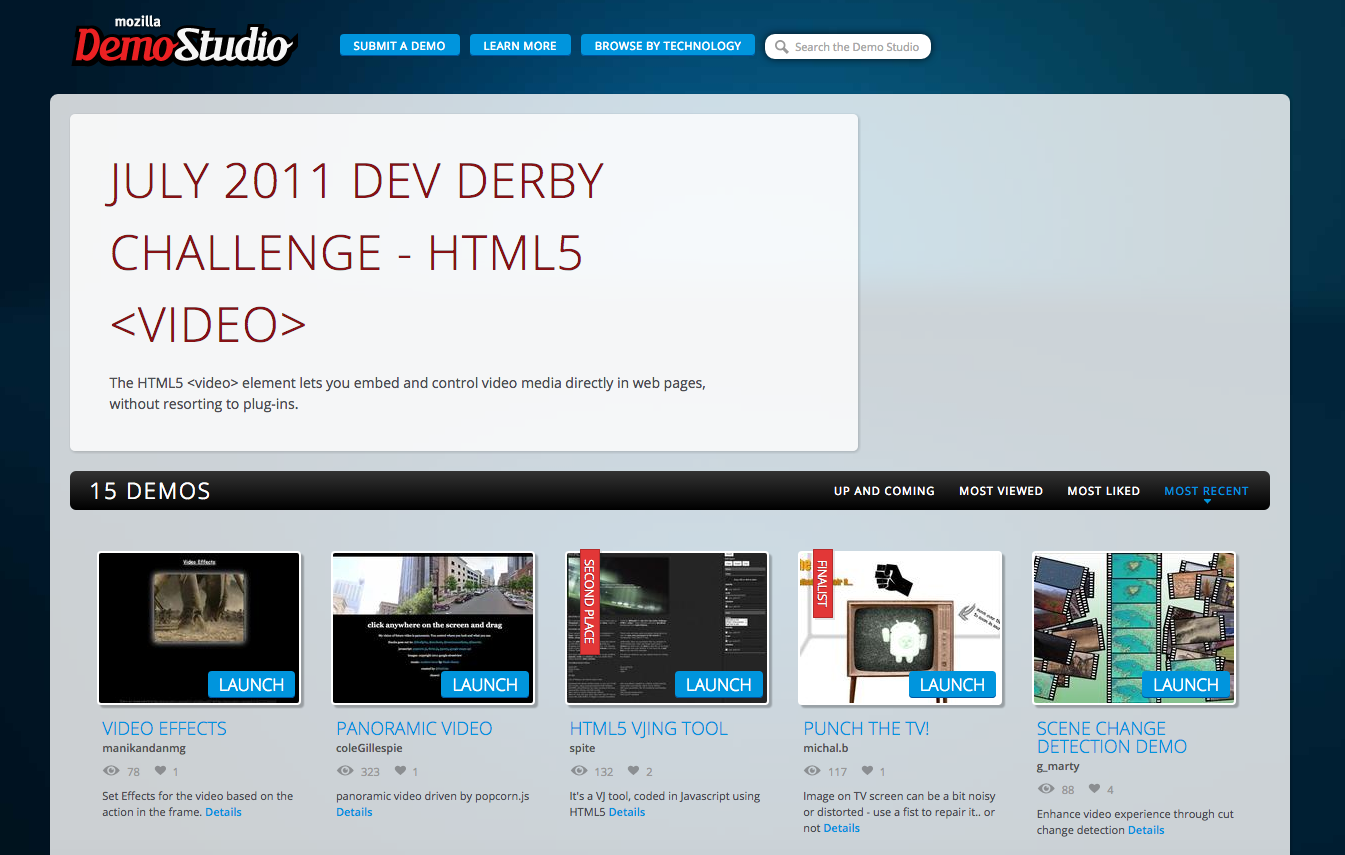 mozilla
DemoStudio
SUBMIT A DEMO
LEARN MORE
BROWSE BY TECHNOLOGY
Search the Demo Studio
JULY 2011 DEV DERBY
CHALLENGE - HTML5
<VIDEO>
The HTML5 <video> element lets you embed and control video media directly in web pages,
without resorting to plug-ins.
15 DEMOS
UP AND COMING
MOST VIEWED
MOST LIKED
MOST RECENT
Video Effects
LAUNCH
VIDEO EFFECTS
manikandanmg
78 1
Set Effects for the video based on the
action in the frame. Details
click anywhere on the screen and drag
LAUNCH
PANORAMIC VIDEO
coleGillespie
323 1
panoramic video driven by popcorn.js
Details
SECOND PLACE
LAUNCH
HTML5 VJING TOOL
spite
132 2
It's a VJ tool, coded in Javascript using
HTML5 Details
FINALIST
LAUNCH
PUNCH THE TV!
michal.b
117 1
Image on TV screen can be a bit noisy
or distorted - use a fist to repair it.. or
not Details
LAUNCH
SCENE CHANGE
DETECTION DEMO
g_marty
88 4
Enhance video experience through cut
change detection Details